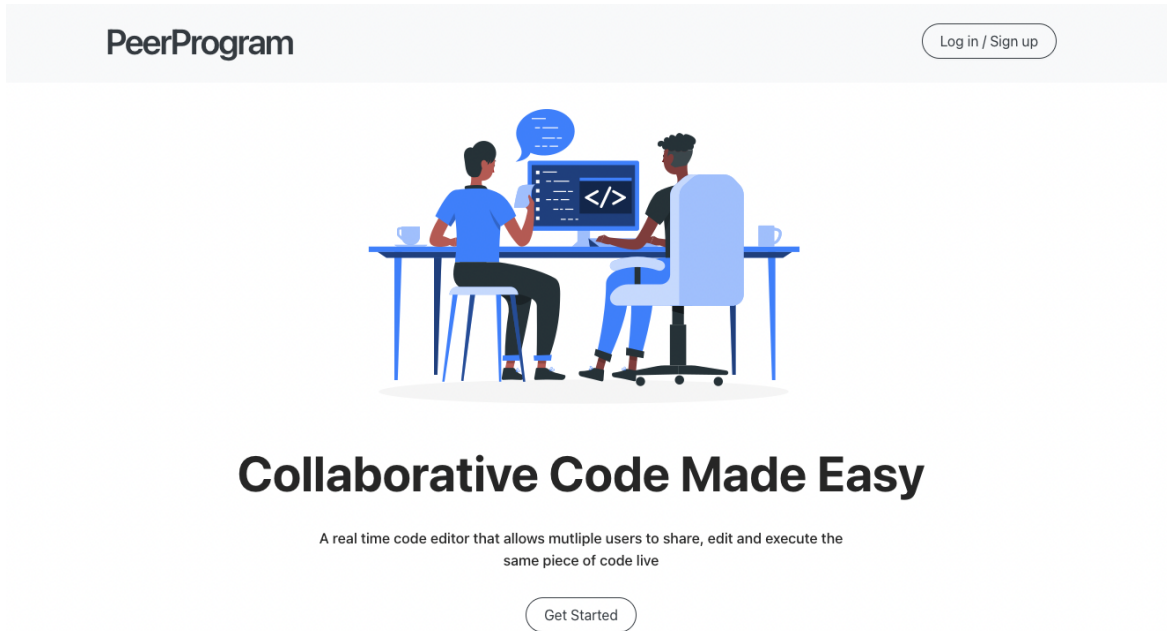 PeerProgram
Log in / Sign up
</>
Collaborative Code Made Easy
A real time code editor that allows mutliple users to share, edit and execute the
same piece of code live
Get Started